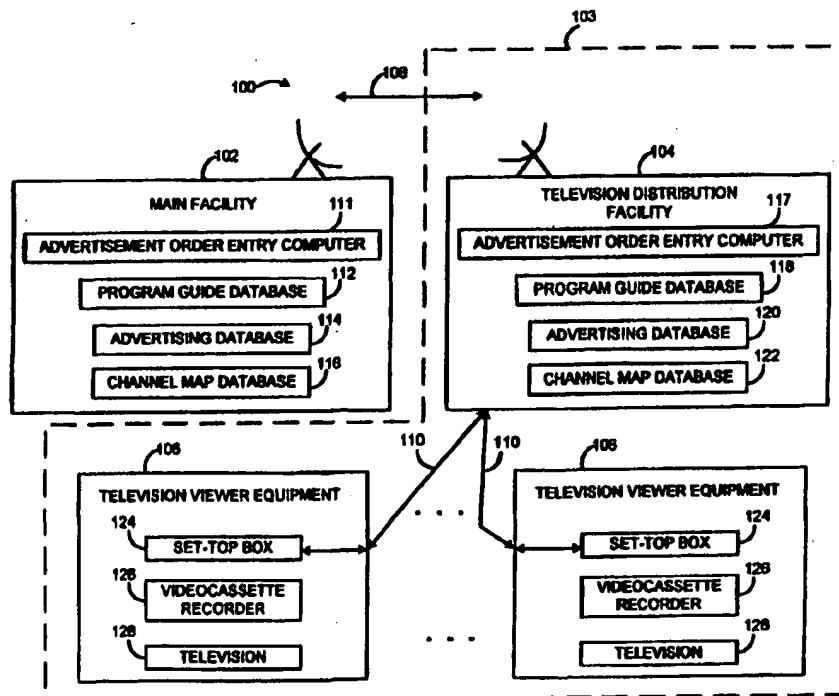 103
108
100
102
104
MAIN FACILITY
TELEVISION DISTRIBUTION
FACILITY
111
117
ADVERTISEMENT ORDER ENTRY COMPUTER
ADVERTISEMENT ORDER ENTRY COMPUTER
112
118
PROGRAM GUIDE DATABASE
PROGRAM GUIDE DATABASE
114
120
ADVERTISING DATABASE
ADVERTISING DATABASE
116
122
CHANNEL MAP DATABASE
CHANNEL MAP DATABASE
106
110
110
106
TELEVISION VIEWER EQUIPMENT
TELEVISION VIEWER EQUIPMENT
. . .
124
SET-TOP BOX
SET-TOP BOX
124
126
VIDEOCASSETTE
RECORDER
VIDEOCASSETTE
RECORDER
126
128
TELEVISION
. . .
TELEVISION
128